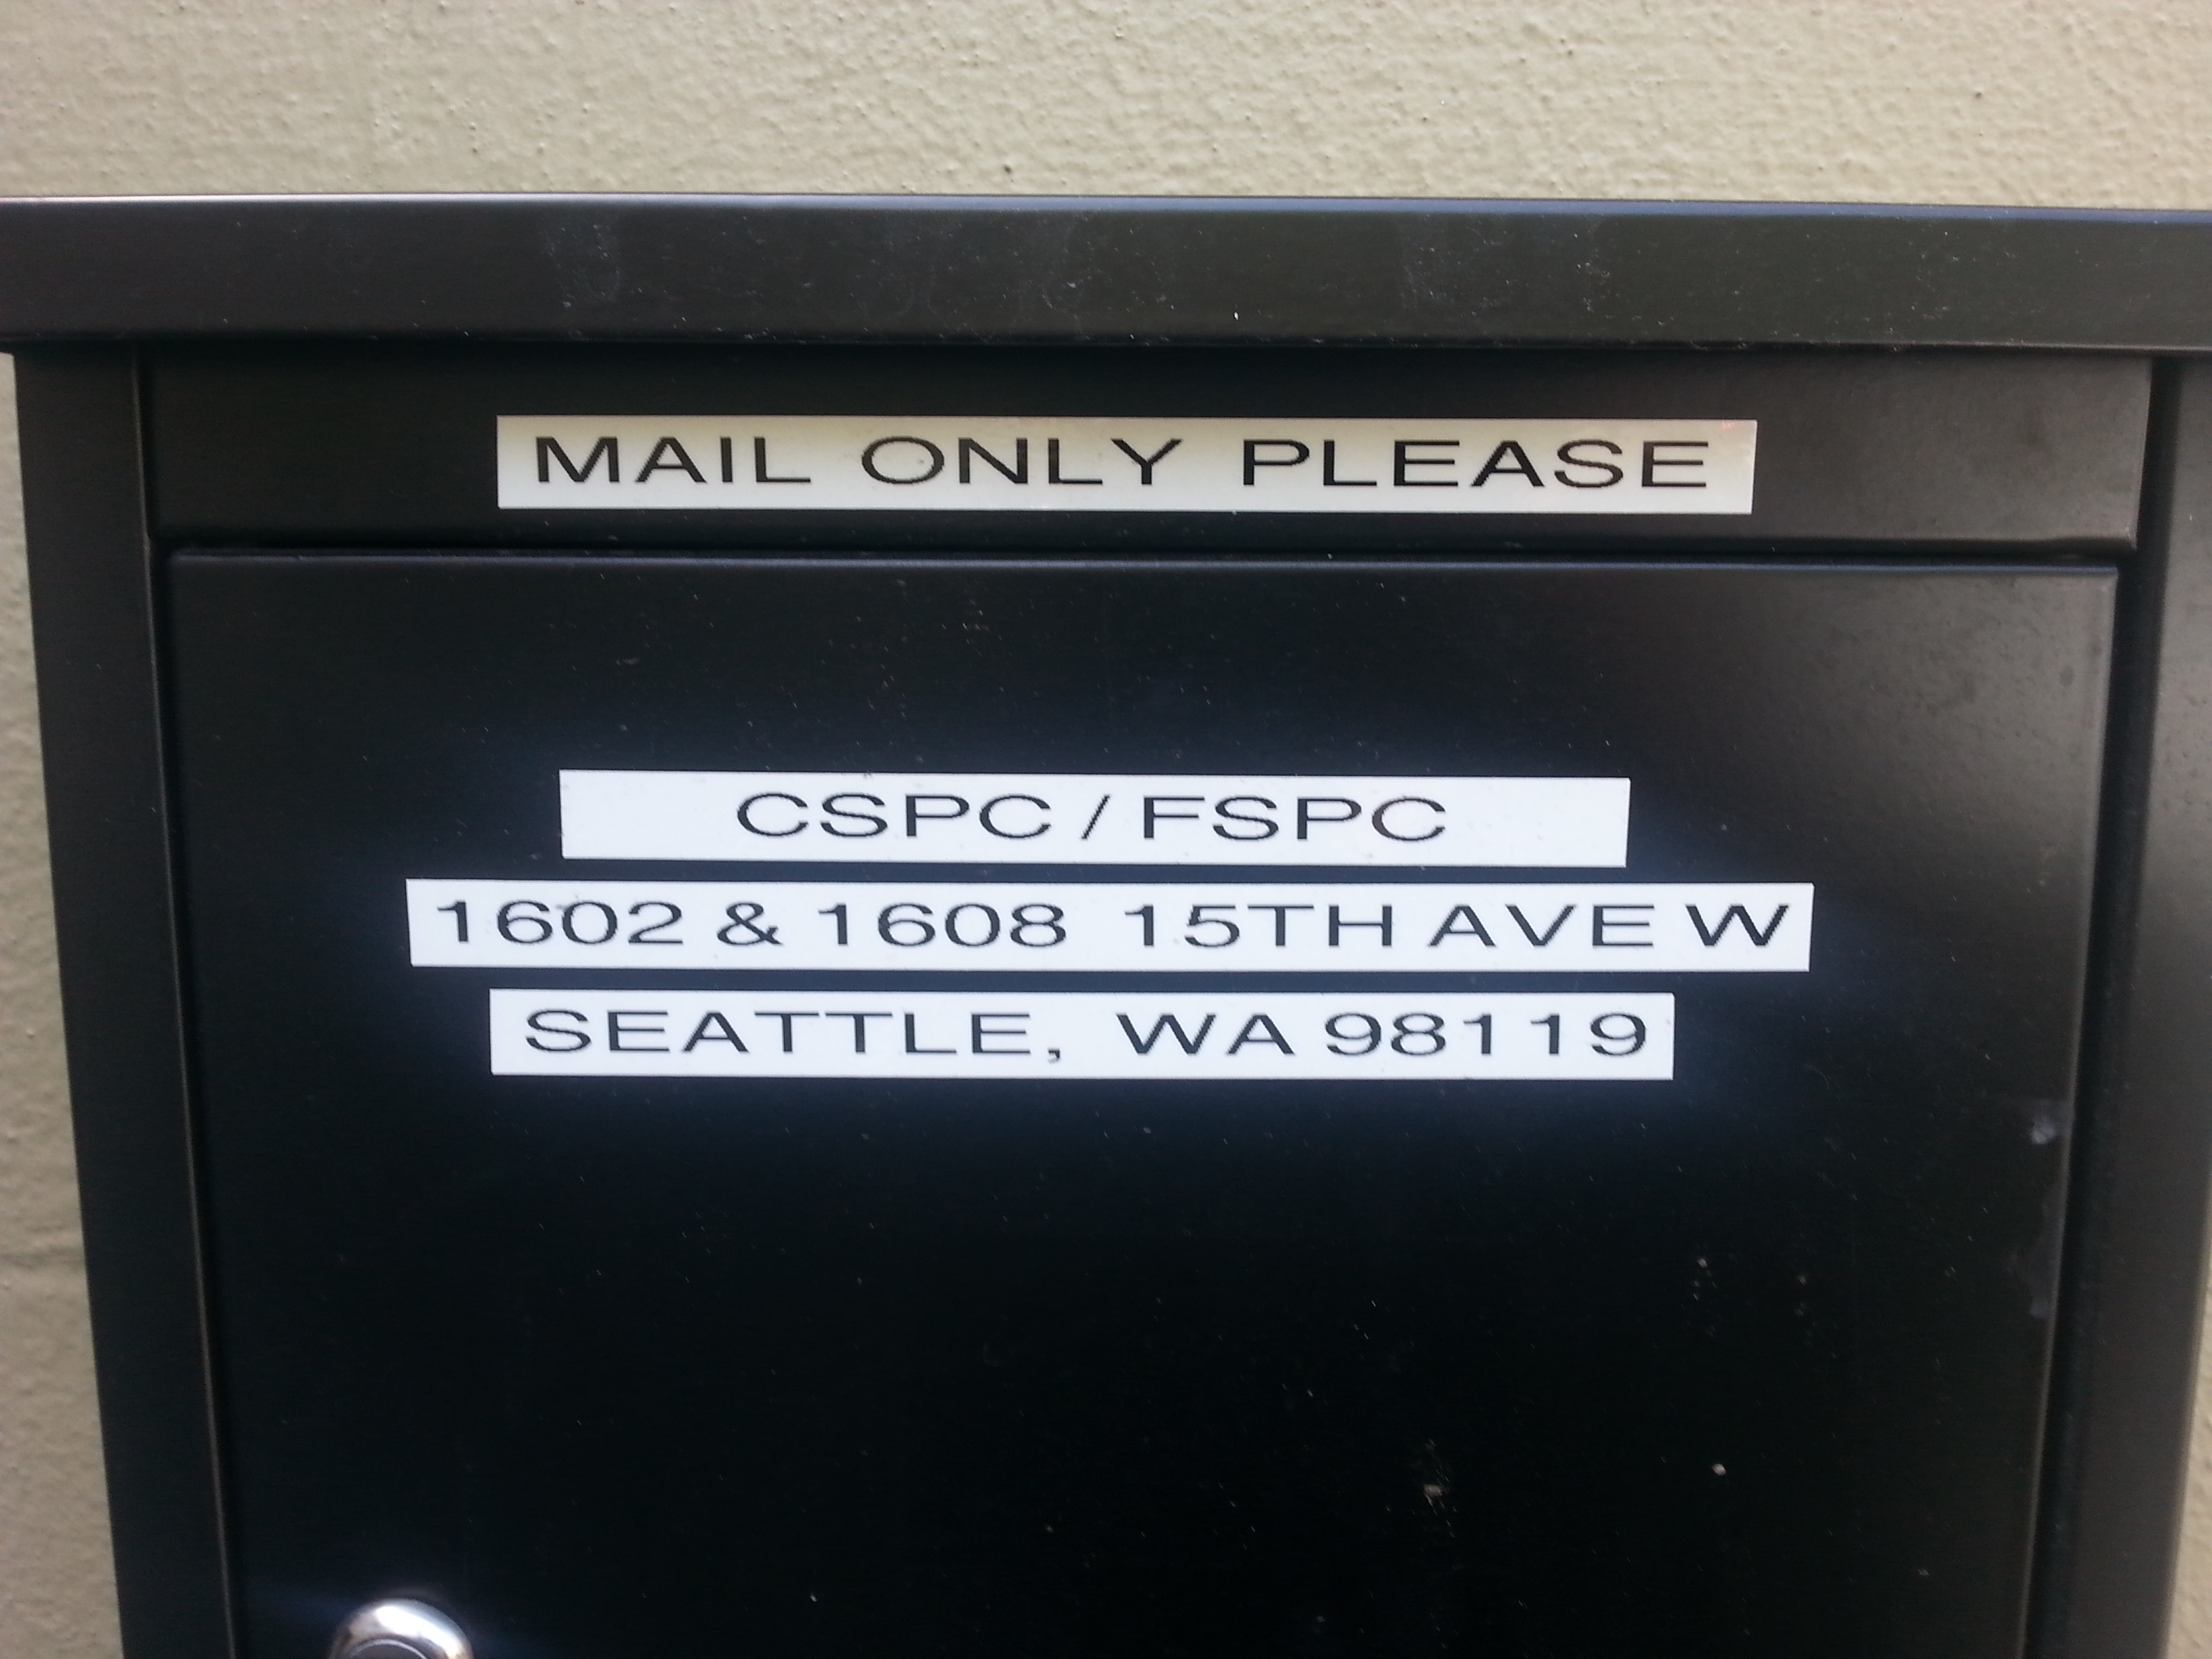 MAIL ONLY PLEASE
CSPC / FSPC
1602 & 1608 15TH AVE W
SEATTLE, WA 98119